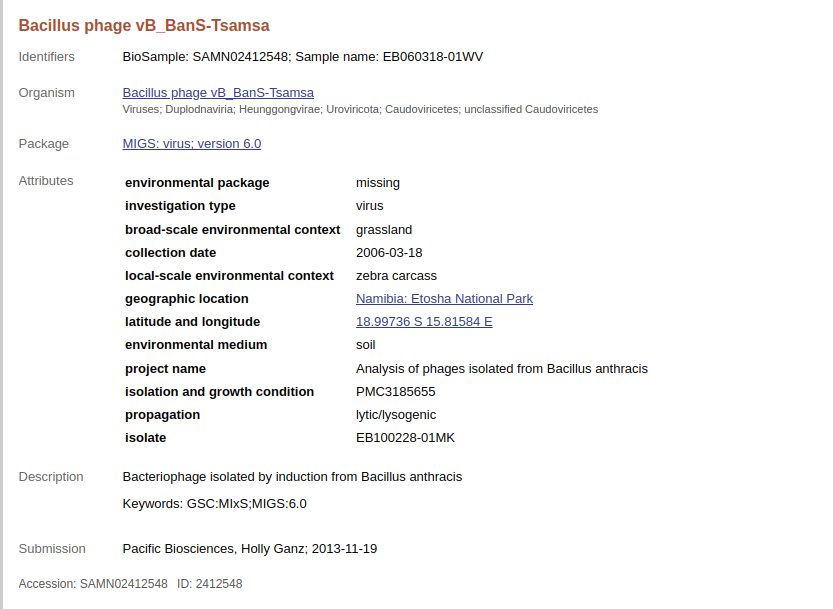 Bacillus phage vB_BanS-Tsamsa
Identifiers BioSample: SAMN02412548; Sample name: EB060318-01WV
Organism Bacillus phage vB_BanS-Tsamsa
Viruses; Duplodnaviria; Heunggongvirae; Uroviricota; Caudoviricetes; unclassified Caudoviricetes
Package MIGS: virus; version 6.0
Attributes
environmental package missing
investigation type virus
broad-scale environmental context grassland
collection date 2006-03-18
local-scale environmental context zebra carcass
geographic location Namibia: Etosha National Park
latitude and longitude 18.99736 S 15.81584 E
environmental medium soil
project name Analysis of phages isolated from Bacillus anthracis
isolation and growth condition PMC3185655
propagation lytic/lysogenic
isolate EB100228-01MK
Description Bacteriophage isolated by induction from Bacillus anthracis
Keywords: GSC:MIxS;MIGS:6.0
Submission Pacific Biosciences, Holly Ganz; 2013-11-19
Accession: SAMN02412548 ID: 2412548